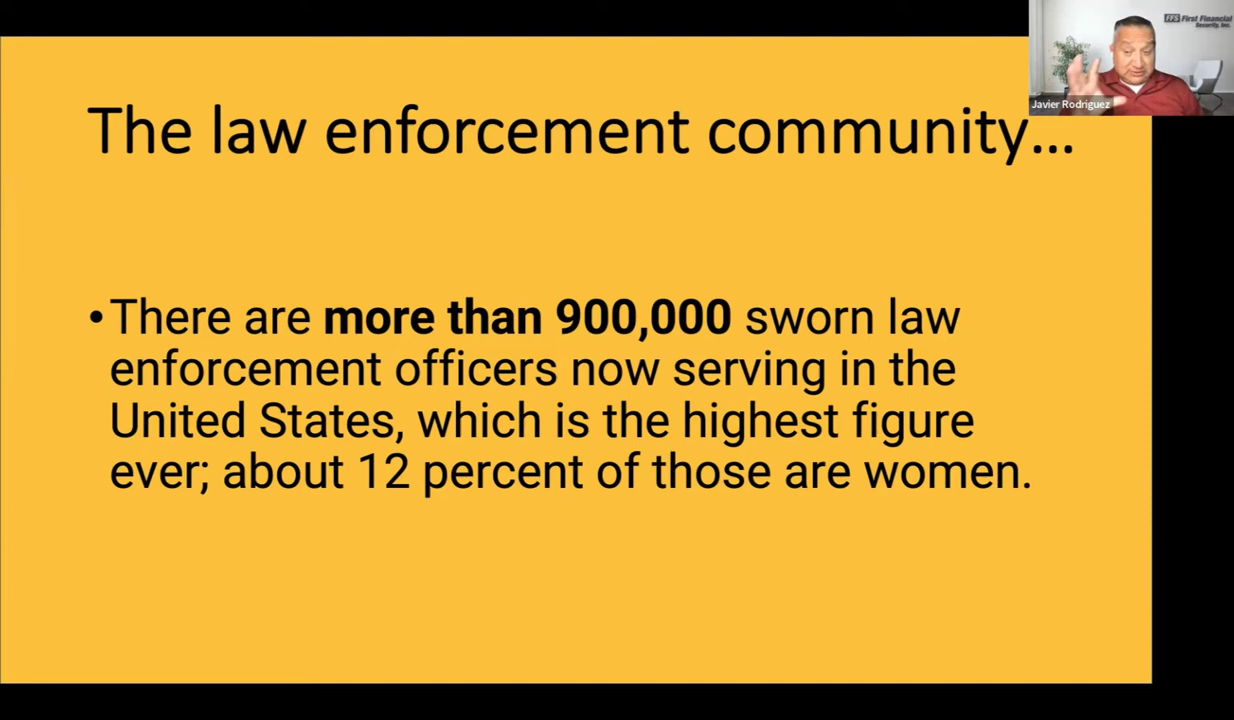 FFS First Financial
Security, Inc.
Javier Rodriguez
The law enforcement community...
•There are more than 900,000 sworn law
enforcement officers now serving in the
United States, which is the highest figure
ever; about 12 percent of those are women.